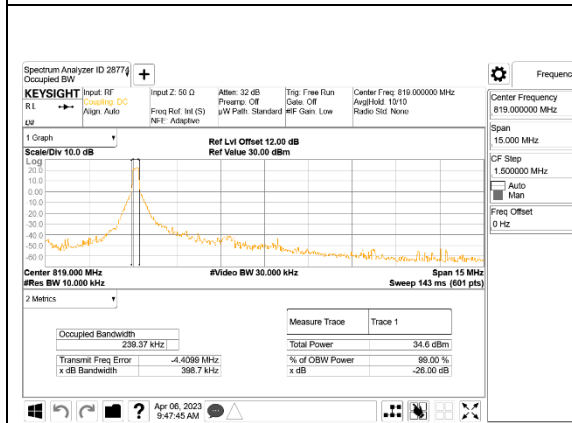 Spectrum Analyzer ID 28774
Occupied BW
KEYSIGHT
Input: RF
Coupling: DC
Align: Auto
Input Z: 50 Ω
Freq Ref: Int (S)
NFE: Adaptive
Atten: 32 dB
Preamp: Off
µW Path: Standard
Trig: Free Run
Gate: Off
#IF Gain: Low
Center Freq: 819.000000 MHz
Avg|Hold: 10/10
Radio Std: None
R L
1 Graph
Scale/Div 10.0 dB
Ref Lvl Offset 12.00 dB
Ref Value 30.00 dBm
Log
20.0
10.0
0.00
-10.0
-20.0
-30.0
-40.0
-50.0
-60.0
Center 819.000 MHz
#Video BW 30.000 kHz
Span 15 MHz
#Res BW 10.000 kHz
Sweep 143 ms (601 pts)
2 Metrics
Occupied Bandwidth
239.37 kHz
Transmit Freq Error -4.4099 MHz
x dB Bandwidth 398.7 kHz
Measure Trace Trace 1
Total Power 34.6 dBm
% of OBW Power 99.00 %
x dB -26.00 dB
Apr 06, 2023
9:47:45 AM
Frequenc
Center Frequency
819.000000 MHz
Span
15.000 MHz
CF Step
1.500000 MHz
Auto
Man
Freq Offset
0 Hz